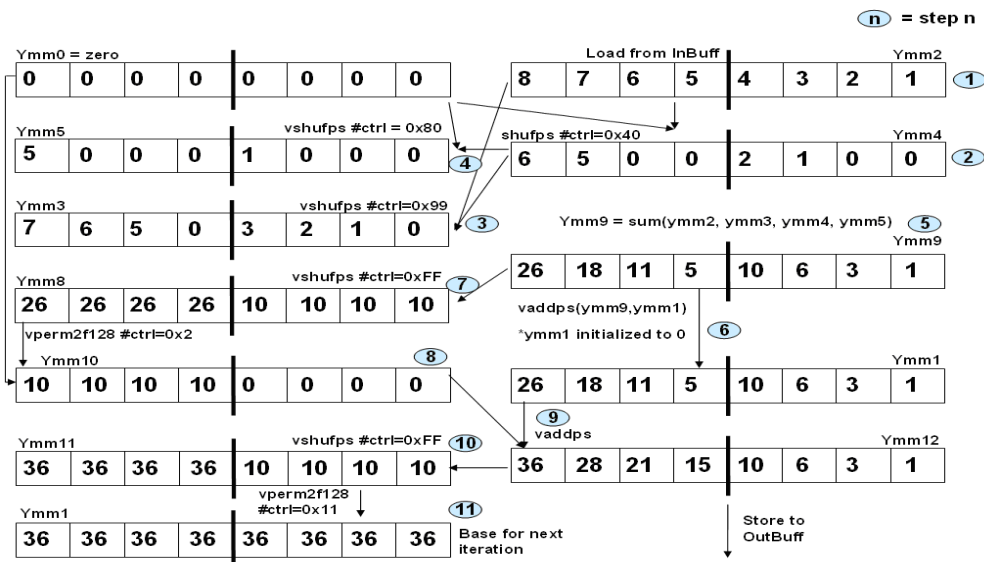 n = step n
Ymm0 = zero
0 0 0 0 0 0 0 0
Load from InBuff
Ymm2
8 7 6 5 4 3 2 1
1
Ymm5
vshufps #ctrl = 0x80
5 0 0 0 1 0 0 0
4
shufps #ctrl=0x40
Ymm4
6 5 0 0 2 1 0 0
2
Ymm3
vshufps #ctrl=0x99
7 6 5 0 3 2 1 0
3
Ymm9 = sum(ymm2, ymm3, ymm4, ymm5)
5
Ymm9
26 18 11 5 10 6 3 1
Ymm8
vshufps #ctrl=0xFF
7
26 26 26 26 10 10 10 10
vaddps(ymm9,ymm1)
*ymm1 initialized to 0
6
vperm2f128 #ctrl=0x2
Ymm10
8
10 10 10 10 0 0 0 0
Ymm1
26 18 11 5 10 6 3 1
9
vaddps
Ymm11
vshufps #ctrl=0xFF
10
36 36 36 36 10 10 10 10
Ymm12
36 28 21 15 10 6 3 1
vperm2f128
#ctrl=0x11
Ymm1
11
36 36 36 36 36 36 36 36
Base for next
iteration
Store to
OutBuff